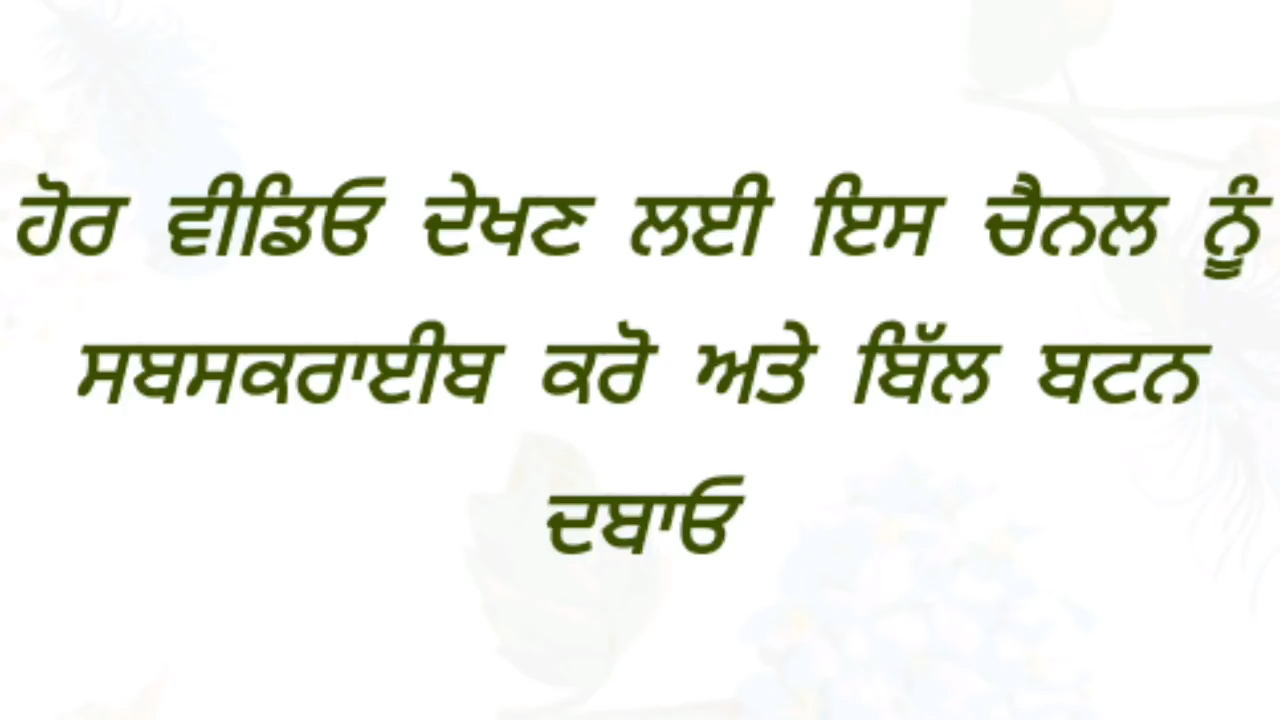 ਹੋਰ ਵੀਡਿਓ ਦੇਖਣ ਲਈ ਇਸ ਚੈਨਲ ਨੂੰ
ਸਬਸਕਰਾਈਬ ਕਰੋ ਅਤੇ ਬਿੱਲ ਬਟਨ
ਦਬਾਓ